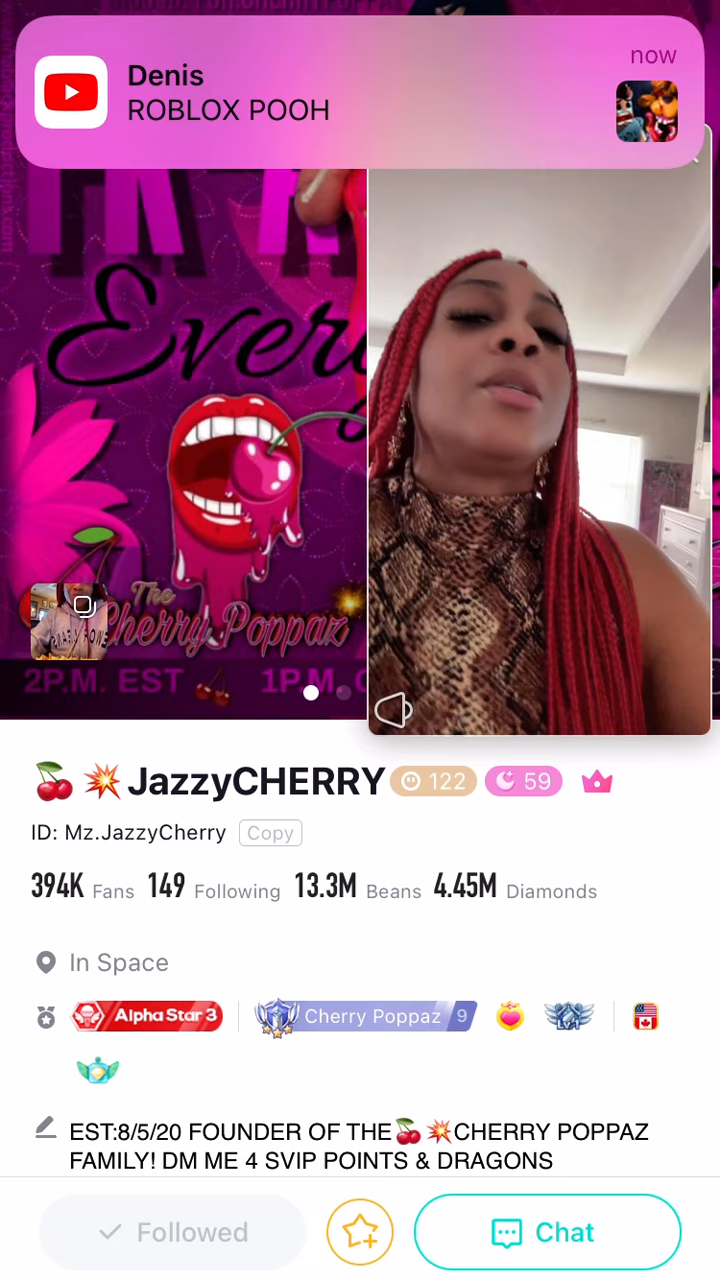 Denis
now
ROBLOX POOH
Every
The
Cherry Poppaz
2P.M. EST
1P.M.
🍒 💥JazzyCHERRY 122 59
ID: Mz.JazzyCherry Copy
394K Fans 149 Following 13.3M Beans 4.45M Diamonds
In Space
Alpha Star 3 Cherry Poppaz 9
EST:8/5/20 FOUNDER OF THE🍒 💥CHERRY POPPAZ
FAMILY! DM ME 4 SVIP POINTS & DRAGONS
Followed Chat